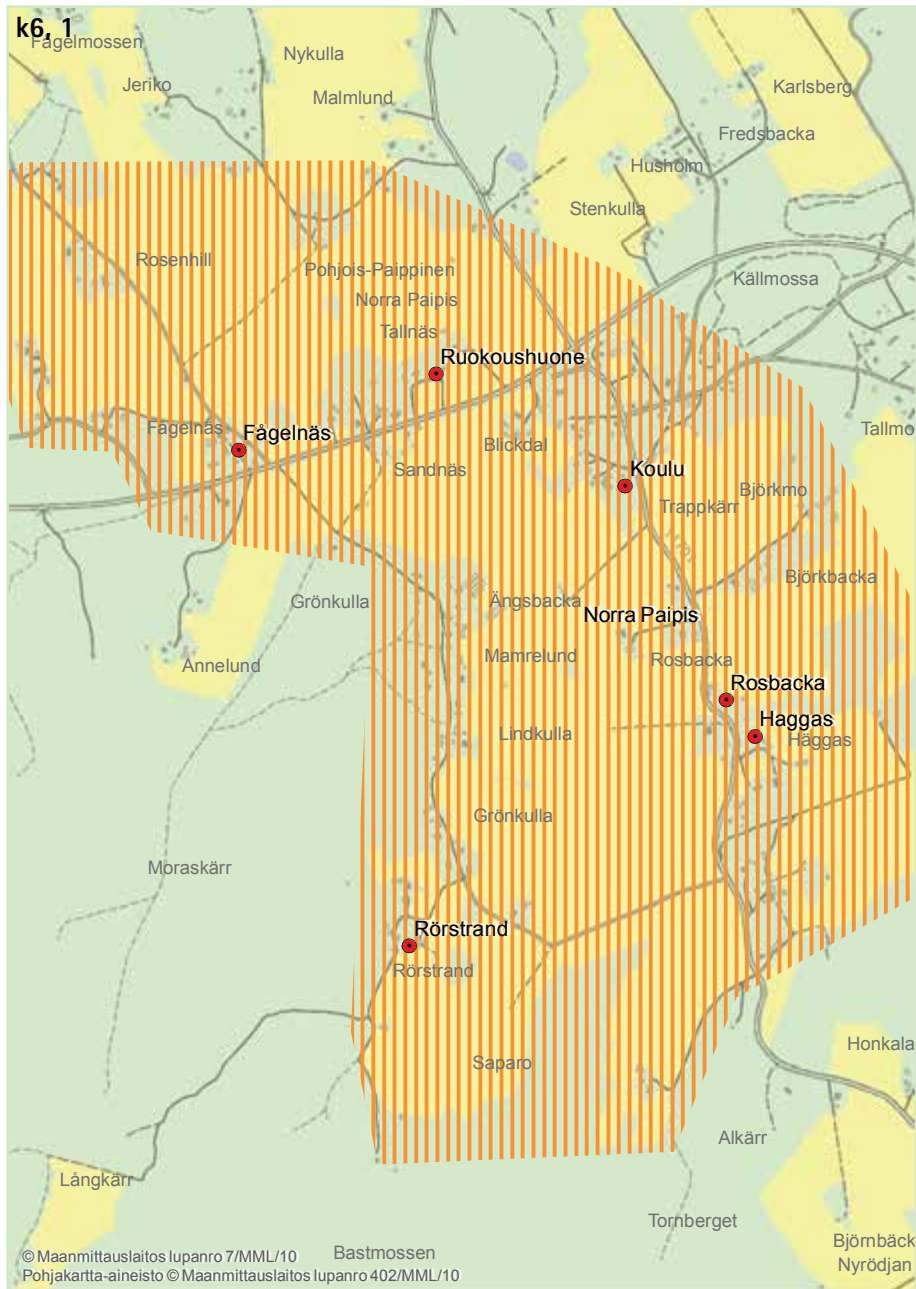 k6, 1
Fågelmossen
Nykulla
Jeriko
Malmlund
Karlsberg
Fredsbacka
Husholm
Stenkulla
Rosenhill
Pohjois-Paippinen
Källmossa
Norra Paipis
Tallnäs
Ruokoushuone
Fågelnäs
Fågelnäs
Tallmo
Blickdal
Sandnäs
Koulu
Björkmo
Trappkärr
Björkbacka
Grönkulla
Ängsbacka
Norra Paipis
Mamrelund
Rosbacka
Annelund
Rosbacka
Haggas
Lindkulla
Häggas
Grönkulla
Moraskärr
Rörstrand
Rörstrand
Honkala
Saparo
Alkärr
Långkärr
Tornberget
Björnbäck
Bastmossen
Nyrödjan
© Maanmittauslaitos lupanro 7/MML/10
Pohjakartta-aineisto © Maanmittauslaitos lupanro 402/MML/10